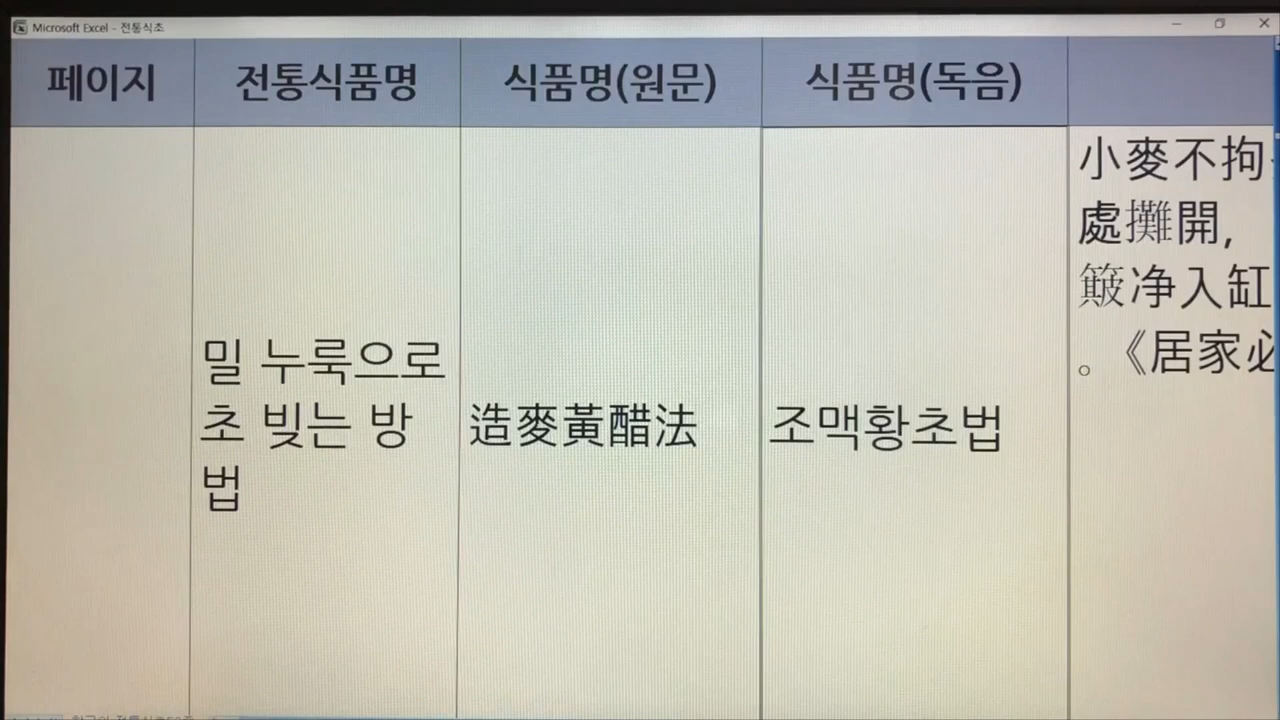 Microsoft Excel - 전통식초
페이지
전통식품명
식품명(원문)
식품명(독음)
밀 누룩으로
초 빚는 방
법
造麥黃醋法
조맥황초법
小麥不拘
處攤開,
簸净入缸
。《居家必